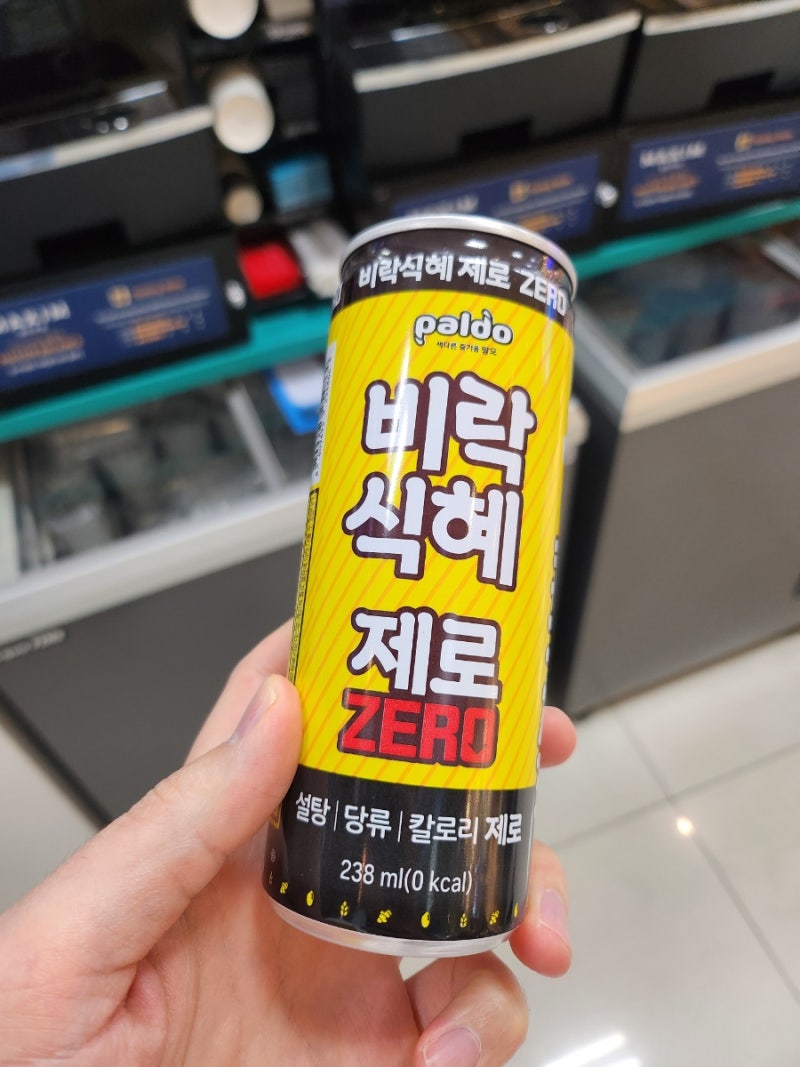 비락식혜 제로 ZERO
paldo
비락
식혜
제로
ZERO
설탕 | 당류 | 칼로리 제로
238 ml(0 kcal)
MAXIM